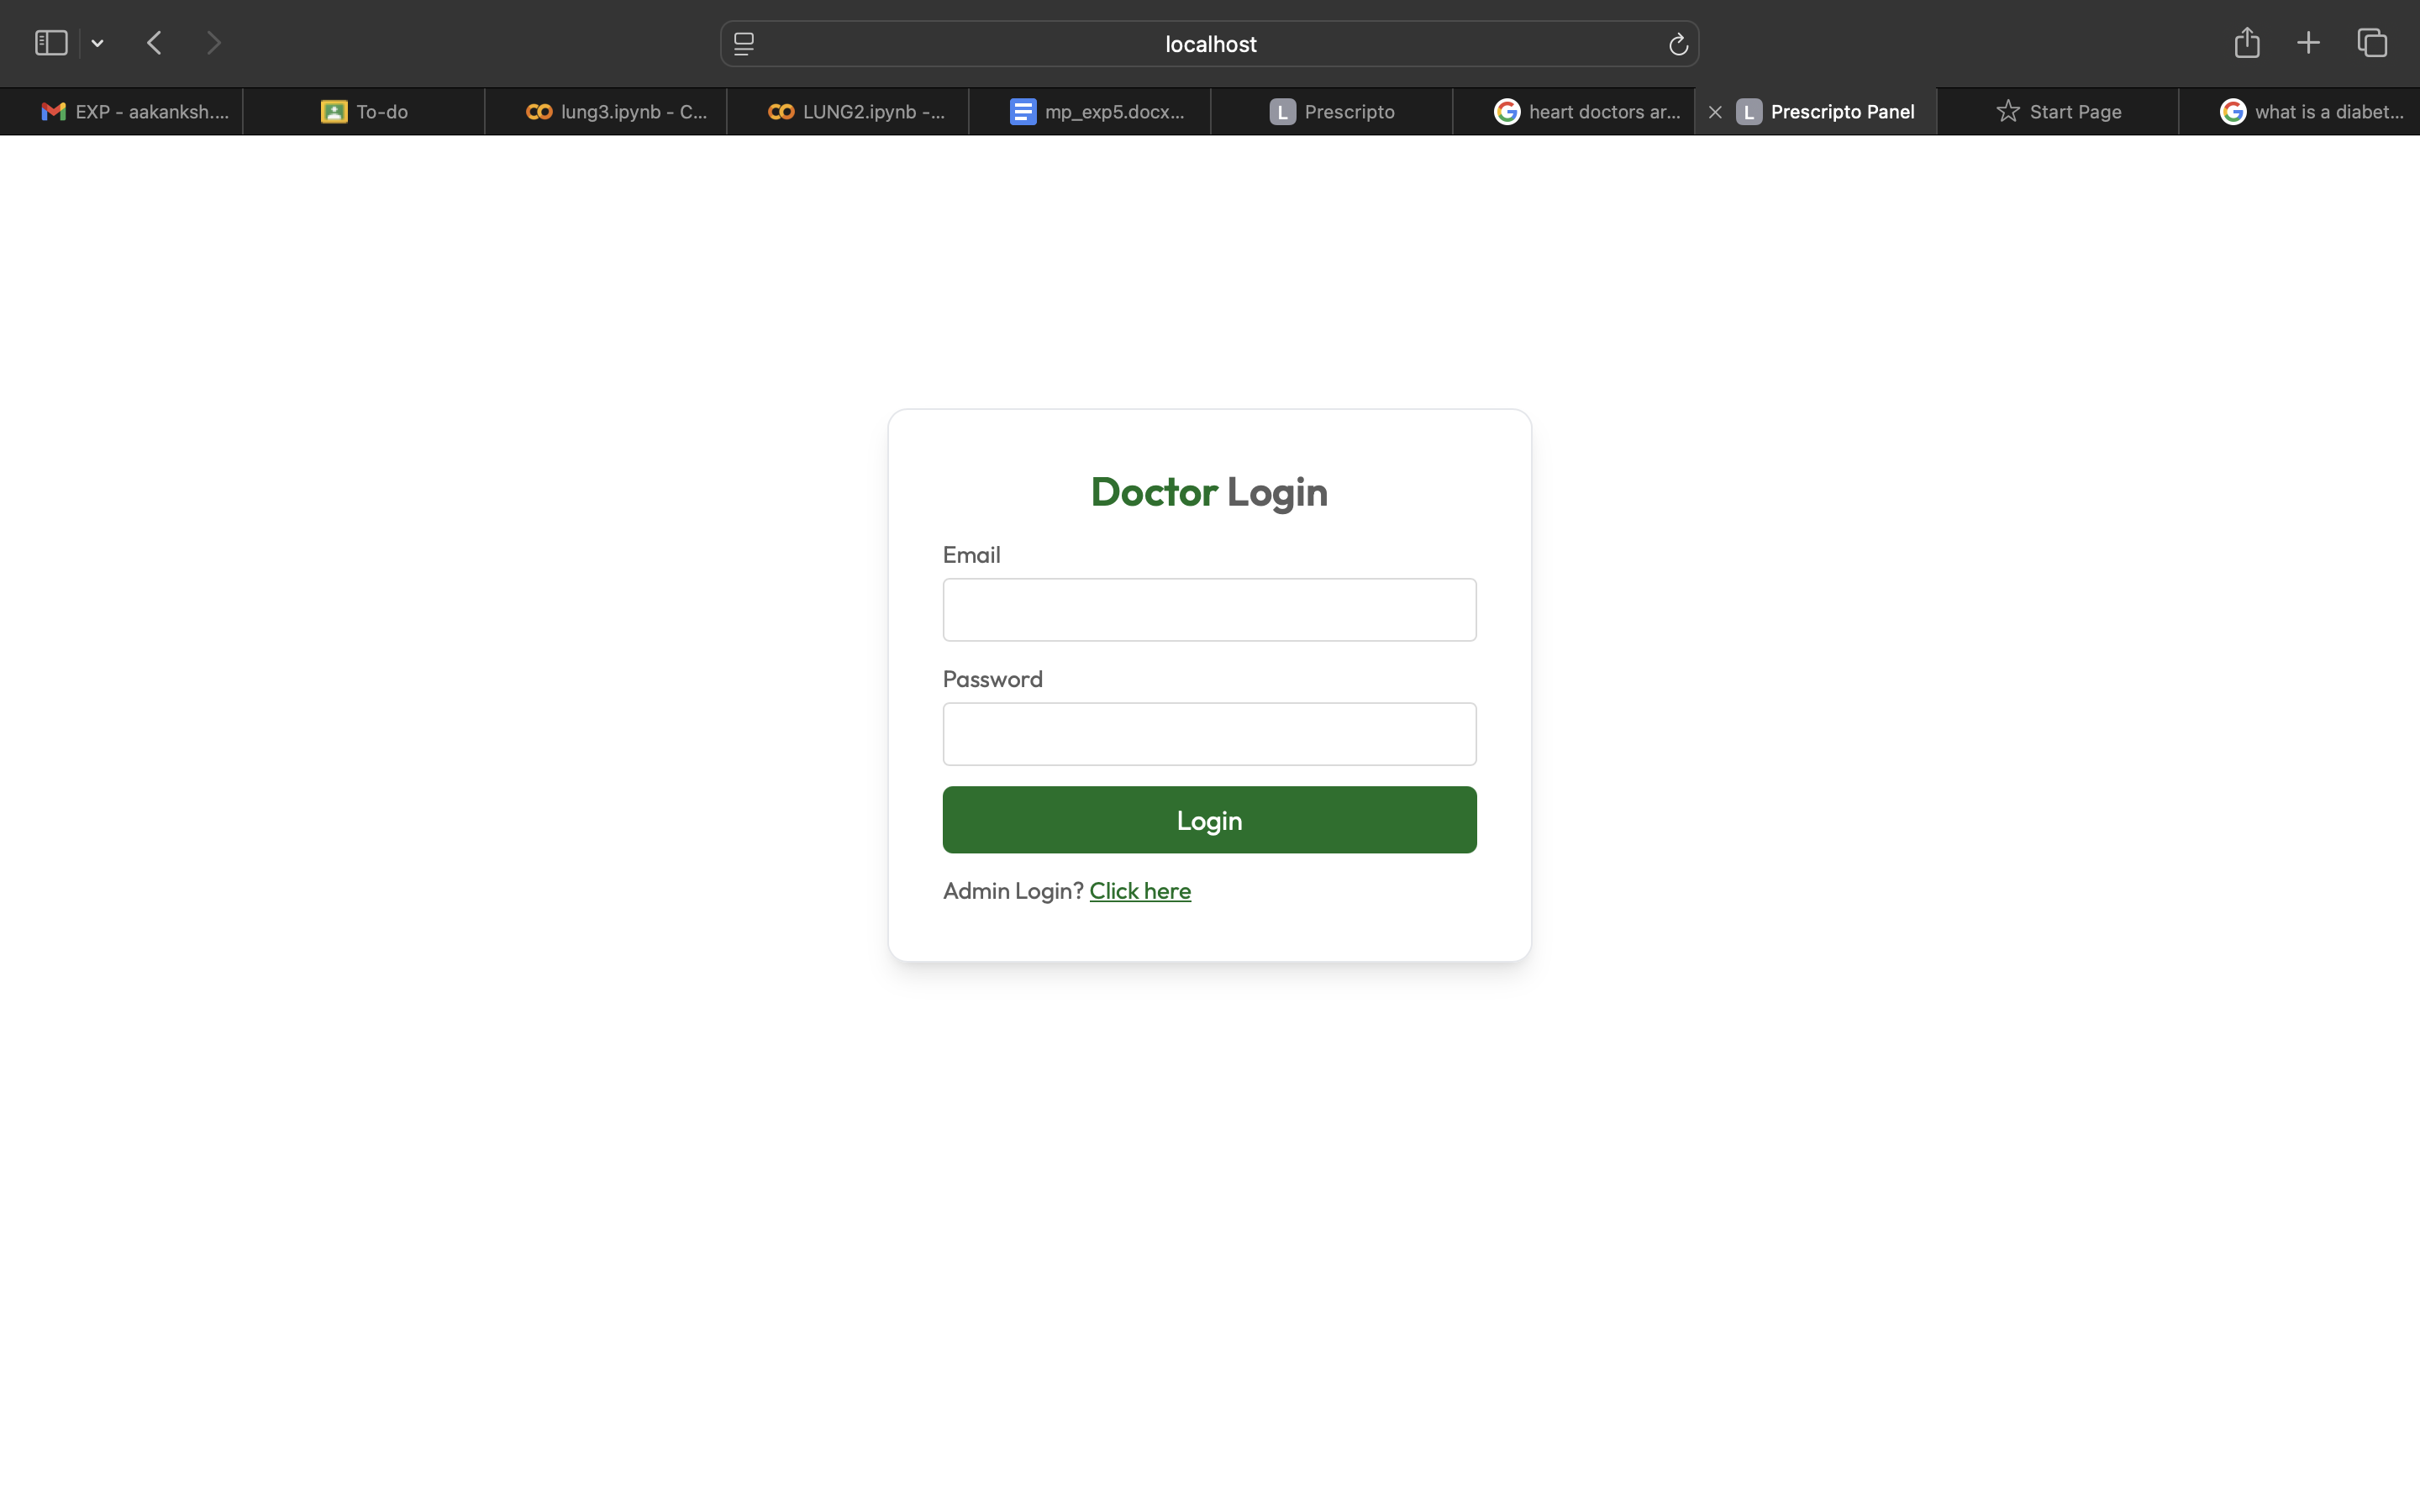 localhost
EXP - aakanksh....
To-do
lung3.ipynb - C...
LUNG2.ipynb -...
mp_exp5.docx...
L Prescripto
heart doctors ar...
L Prescripto Panel
Start Page
what is a diabet...
Doctor Login
Email
Password
Login
Admin Login? Click here